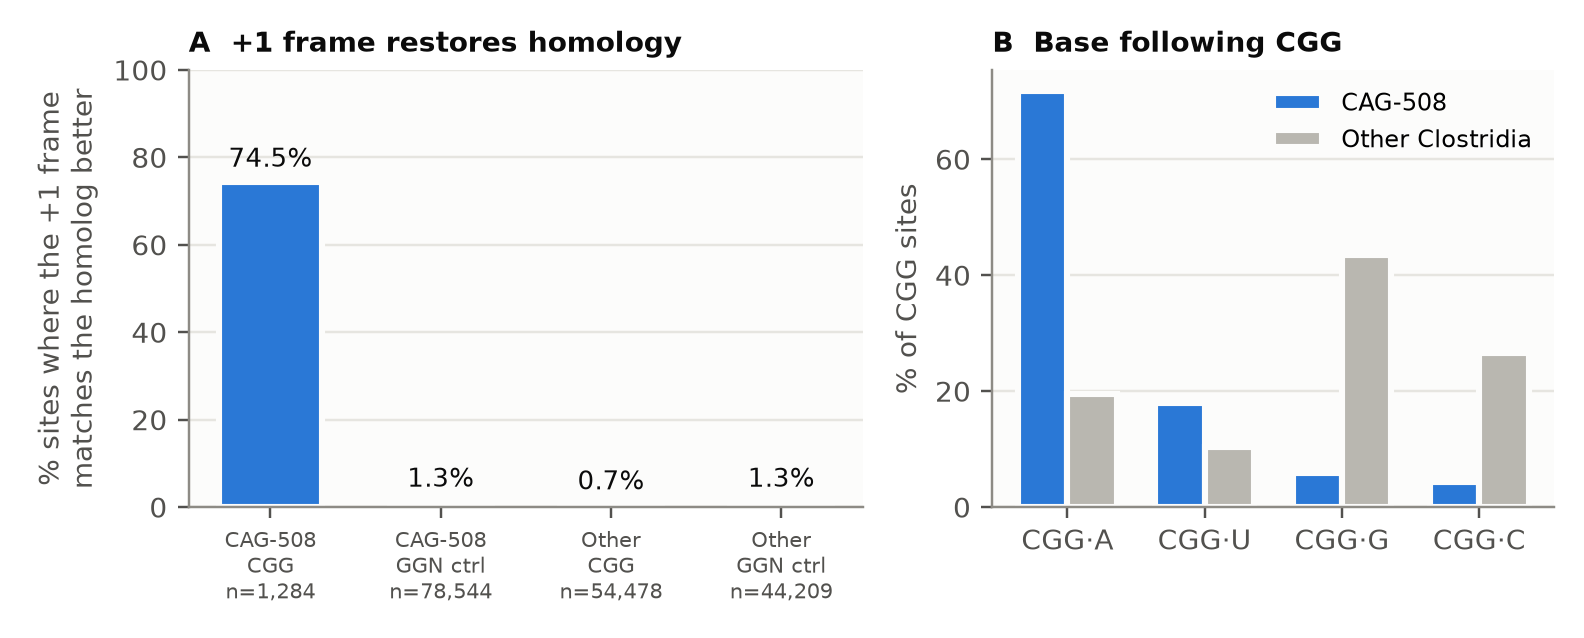 A +1 frame restores homology
% sites where the +1 frame
matches the homolog better
100
80
60
40
20
0
74.5%
1.3%
0.7%
1.3%
CAG-508
CGG
n=1,284
CAG-508
GGN ctrl
n=78,544
Other
CGG
n=54,478
Other
GGN ctrl
n=44,209
B Base following CGG
% of CGG sites
60
40
20
0
CAG-508
Other Clostridia
CGG·A
CGG·U
CGG·G
CGG·C